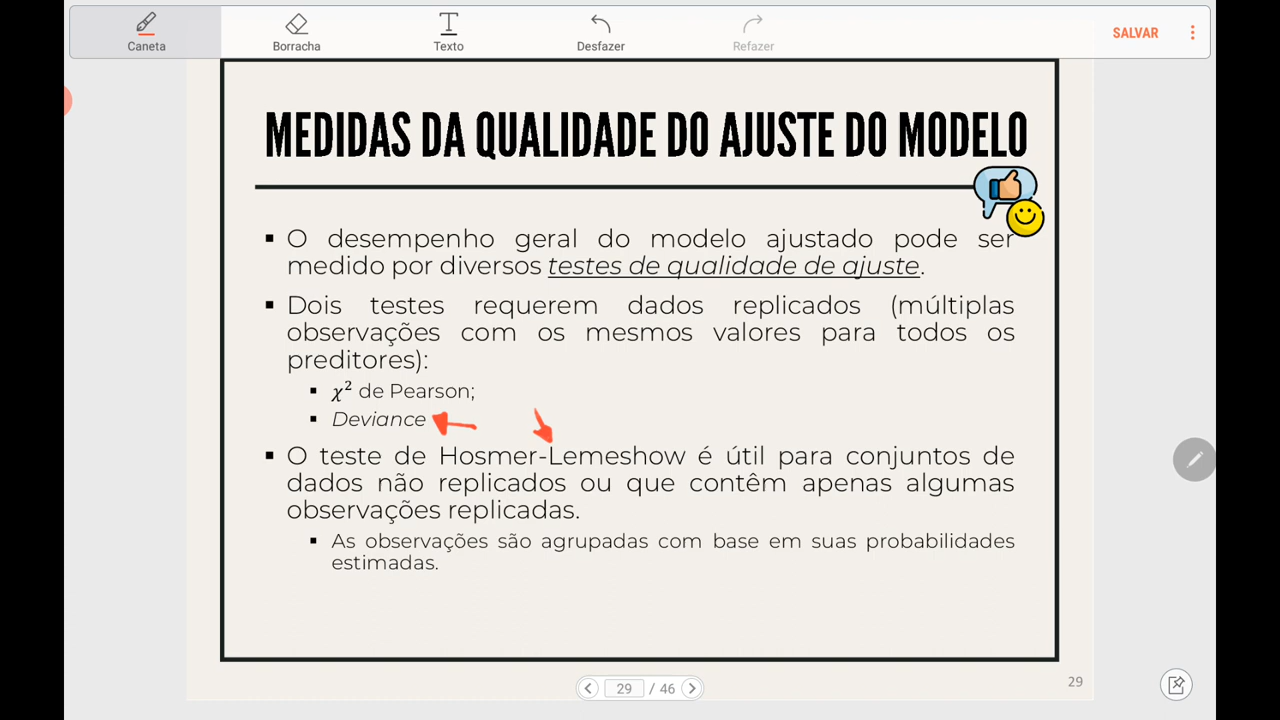 Caneta
Borracha
Texto
Desfazer
Refazer
SALVAR
MEDIDAS DA QUALIDADE DO AJUSTE DO MODELO
▪ O desempenho geral do modelo ajustado pode ser
medido por diversos testes de qualidade de ajuste.
▪ Dois testes requerem dados replicados (múltiplas
observações com os mesmos valores para todos os
preditores):
▪ χ² de Pearson;
▪ Deviance
▪ O teste de Hosmer-Lemeshow é útil para conjuntos de
dados não replicados ou que contêm apenas algumas
observações replicadas.
▪ As observações são agrupadas com base em suas probabilidades
estimadas.
29
29 / 46